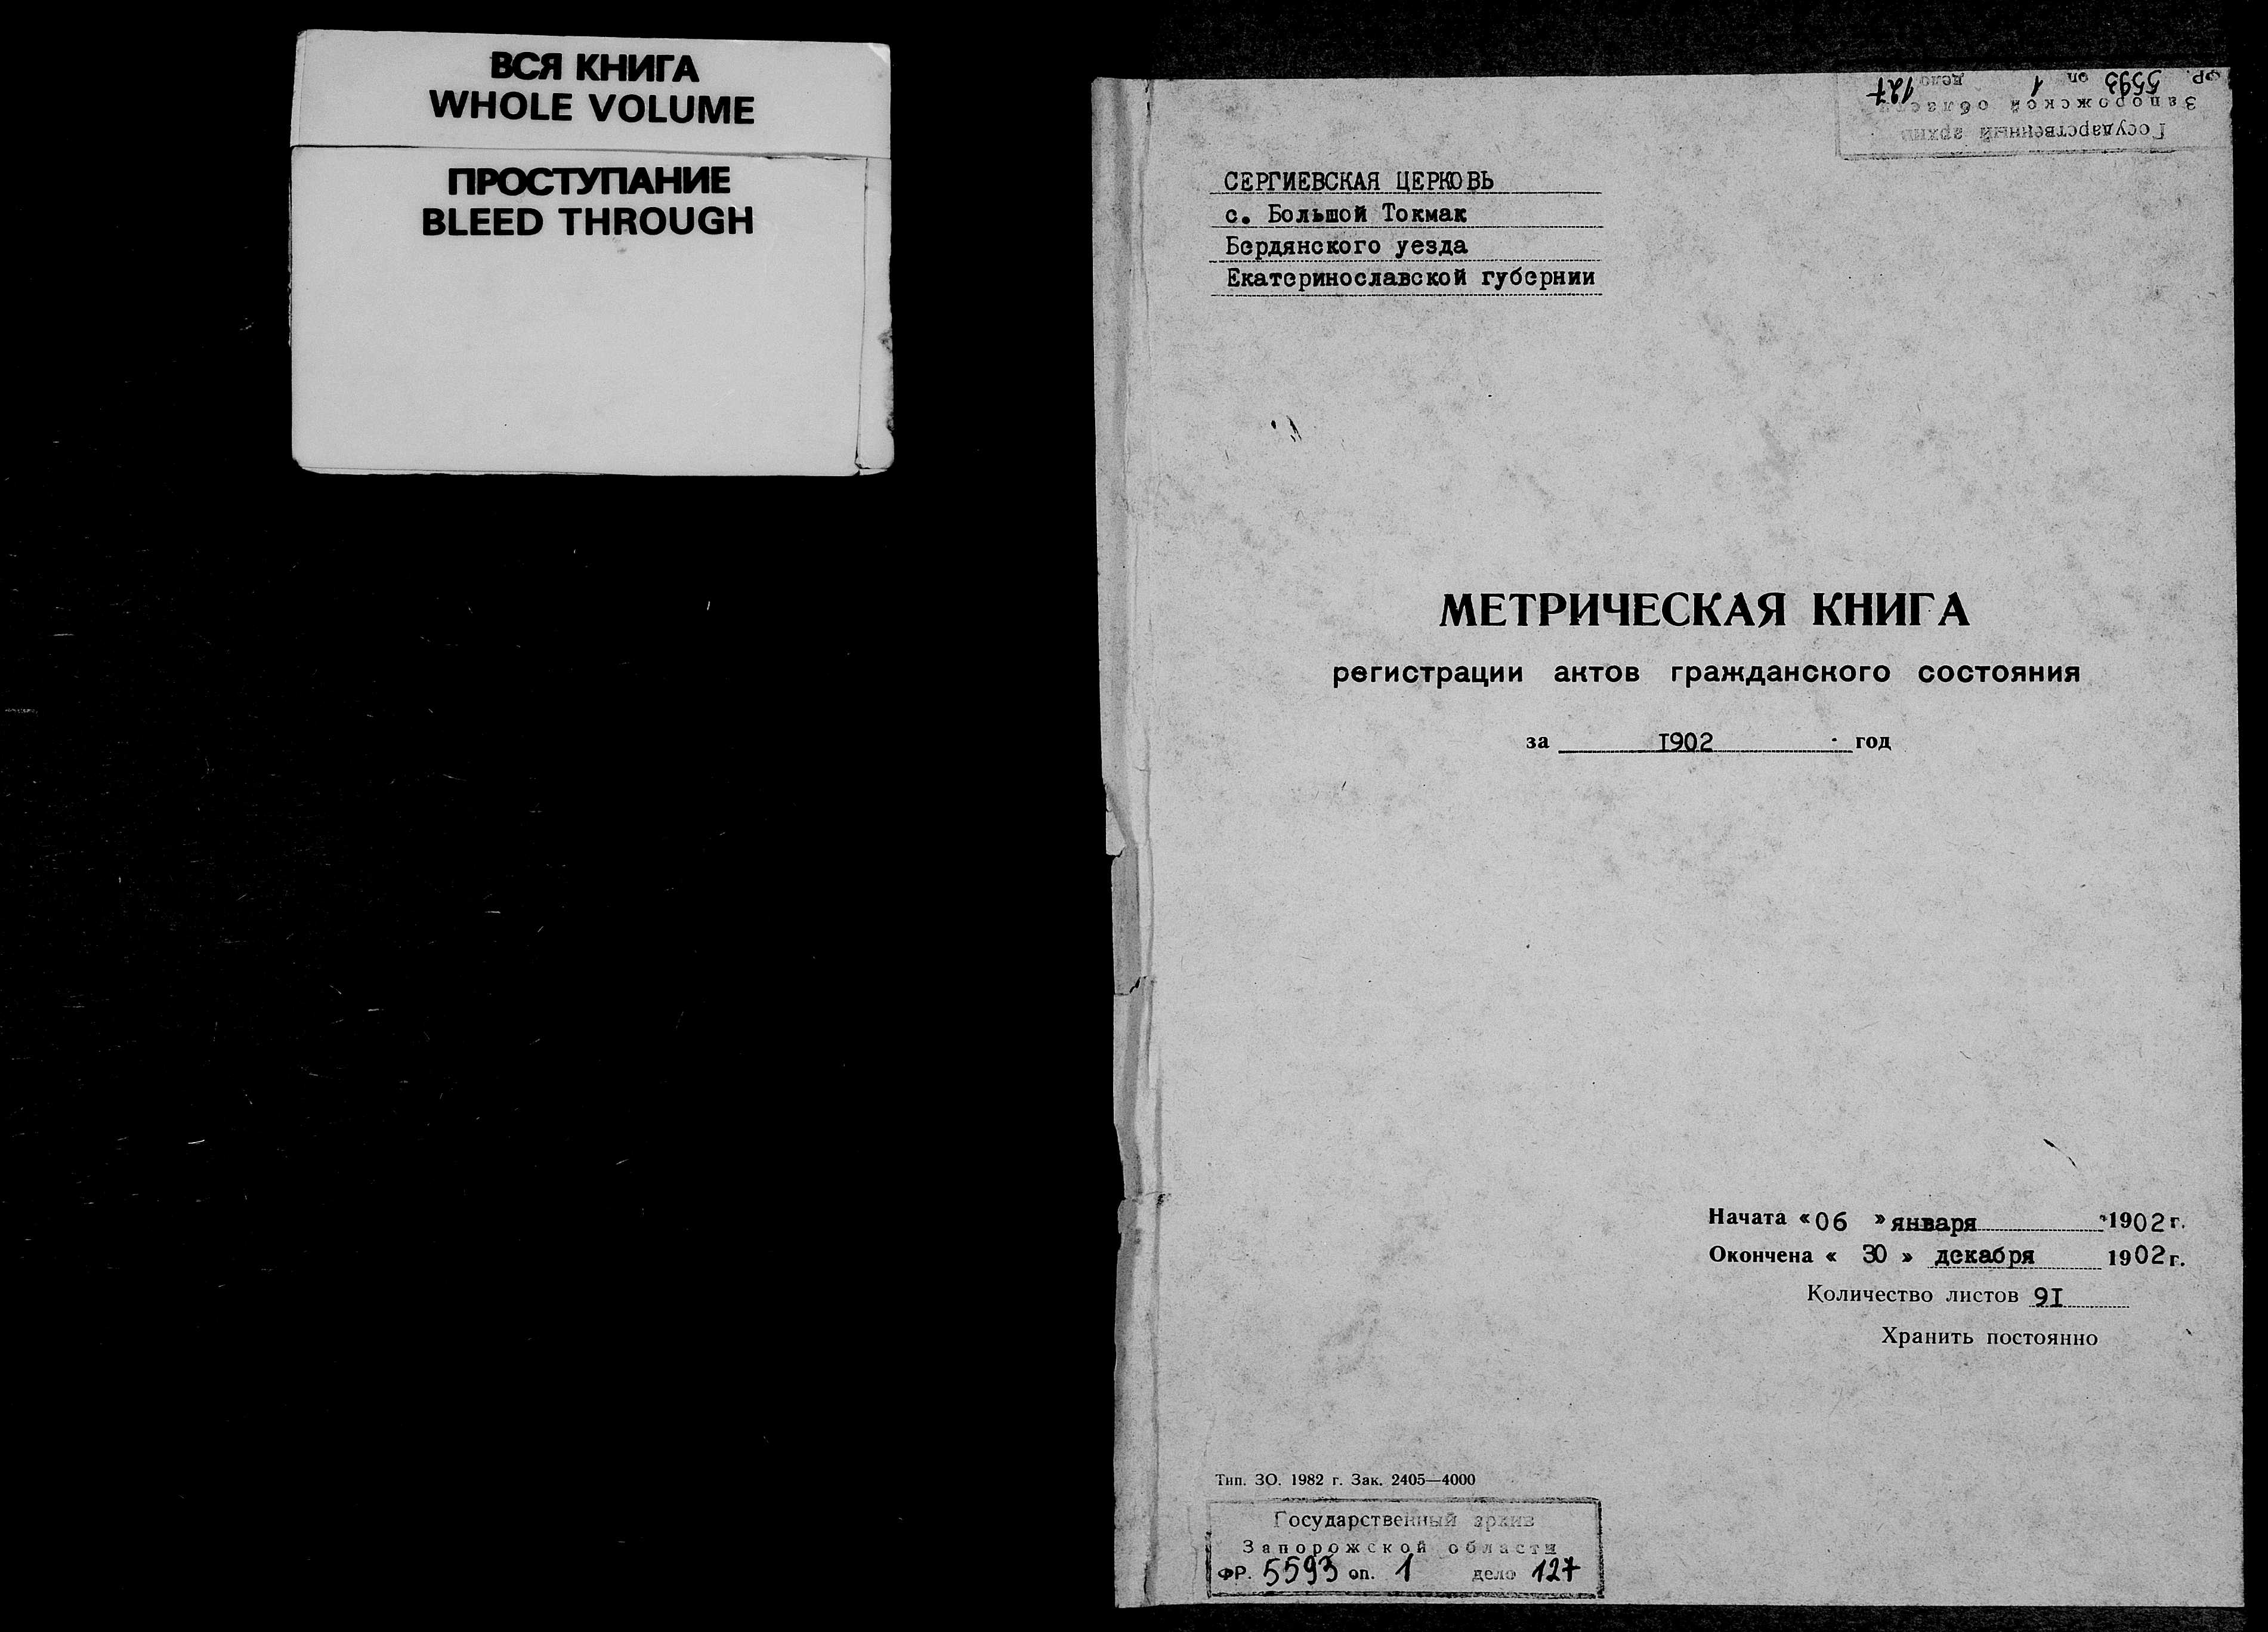 ВСЯ КНИГА
WHOLE VOLUME
ПРОСТУПАНИЕ
BLEED THROUGH
Государственный архив
Запорожской области
ФР. 5593 оп 1 дело 127
СЕРГИЕВСКАЯ ЦЕРКОВЬ
с. Большой Токмак
Бердянского уезда
Екатеринославской губернии
МЕТРИЧЕСКАЯ КНИГА
регистрации актов гражданского состояния
за I902 год
Начата «06 » января 1902 г.
Окончена « 30 » декабря 1902 г.
Количество листов 9I
Хранить постоянно
Тип. ЗО. 1982 г. Зак. 2405—4000
Государственный архив
Запорожской области
ФР. 5593 оп. 1 дело 127